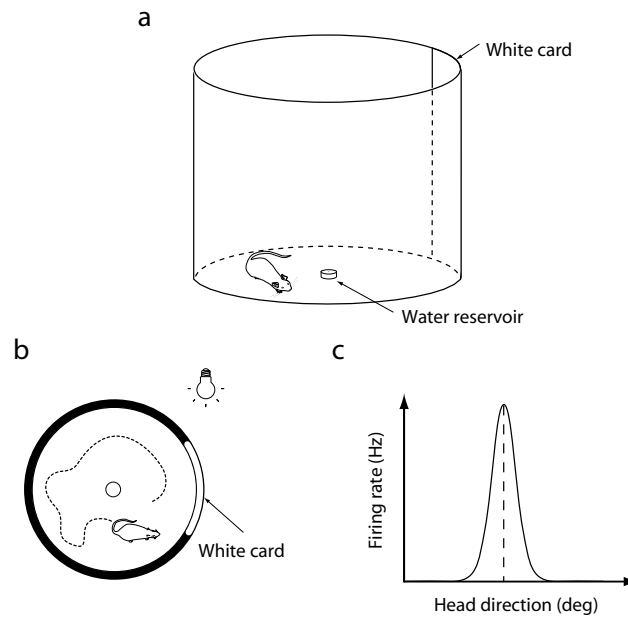 a
White card
Water reservoir
b
White card
c
Firing rate (Hz)
Head direction (deg)